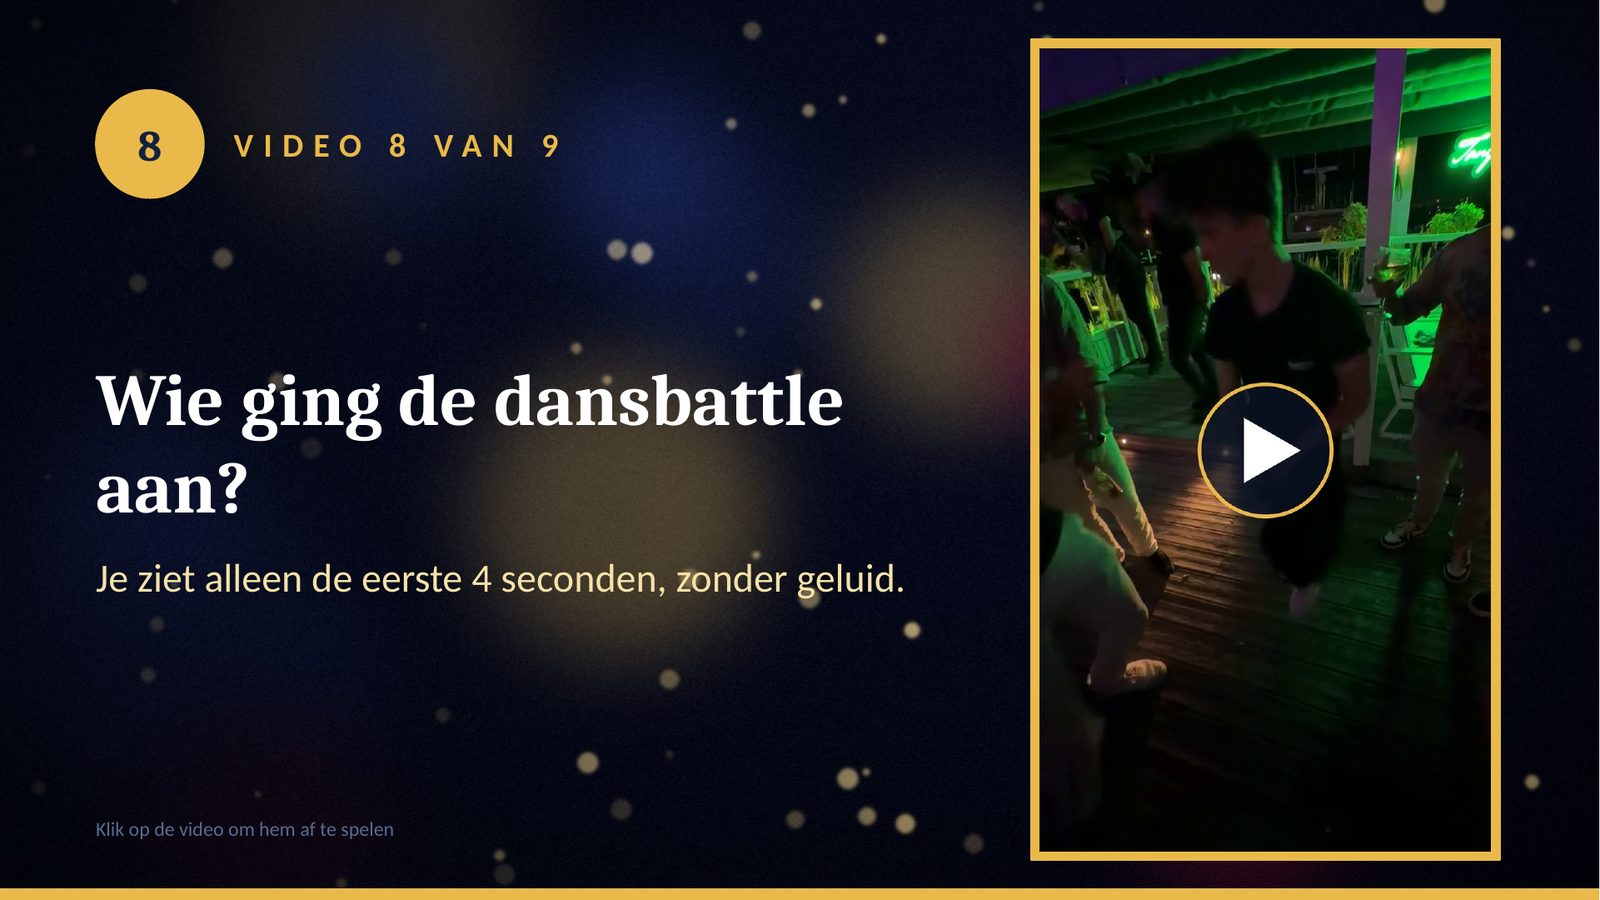 8
VIDEO 8 VAN 9
Wie ging de dansbattle
aan?
Je ziet alleen de eerste 4 seconden, zonder geluid.
Klik op de video om hem af te spelen